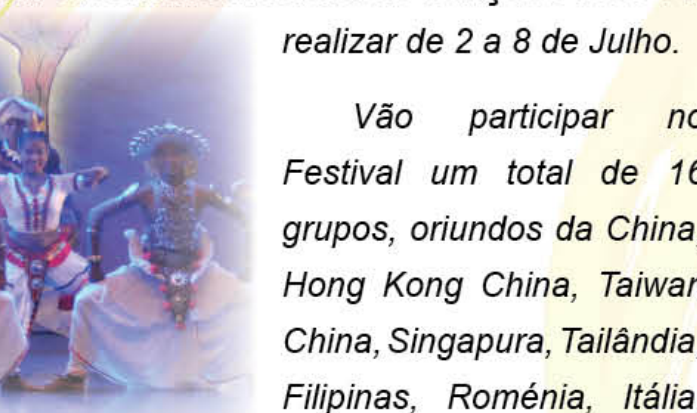 realizar de 2 a 8 de Julho.
Vão participar no
Festival um total de 16
grupos, oriundos da China,
Hong Kong China, Taiwan
China, Singapura, Tailândia,
Filipinas, Roménia, Itália,